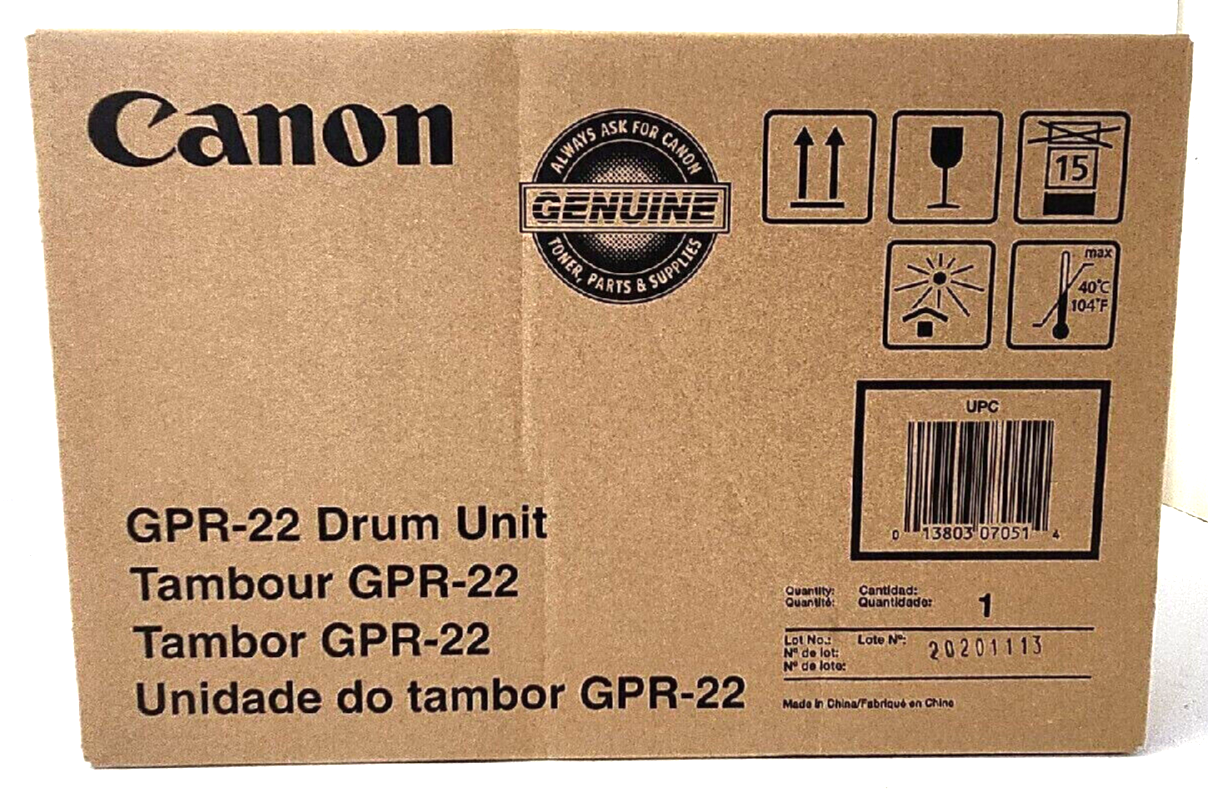 Canon
ALWAYS ASK FOR CANON
GENUINE
TONER, PARTS & SUPPLIES
15
max
40°C
104°F
UPC
0 13803 07051 4
GPR-22 Drum Unit
Tambour GPR-22
Tambor GPR-22
Unidade do tambor GPR-22
Quantity: Cantidad:
Quantité: Quantidade: 1
Lot No.: Lote Nº: 20201113
Nº de lot:
Nº de lote:
Made in China/Fabriqué en Chine